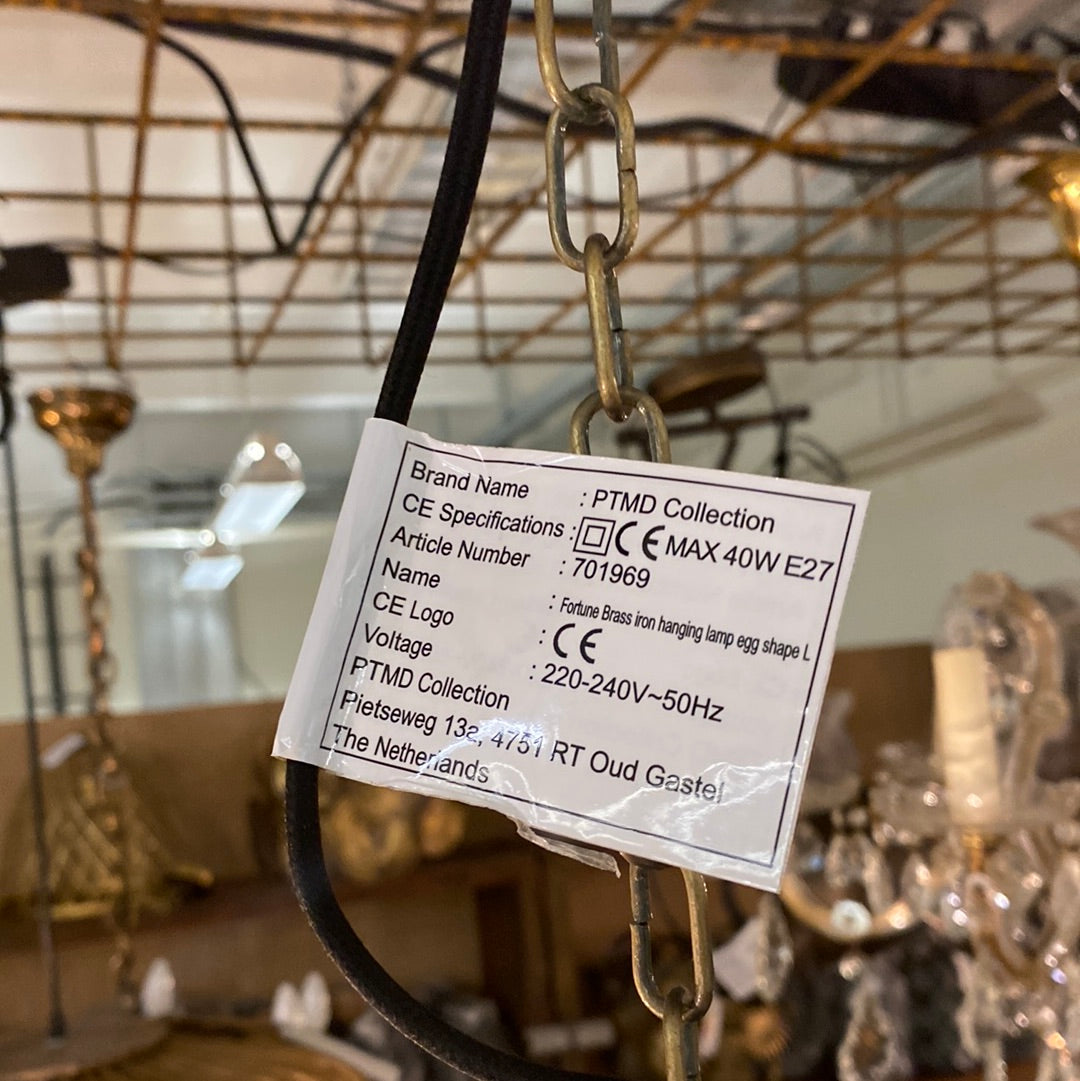 Brand Name : PTMD Collection
CE Specifications : CE MAX 40W E27
Article Number : 701969
Name : Fortune Brass iron hanging lamp egg shape L
CE Logo : CE
Voltage : 220-240V~50Hz
PTMD Collection
Pietseweg 13a, 4751 RT Oud Gastel
The Netherlands